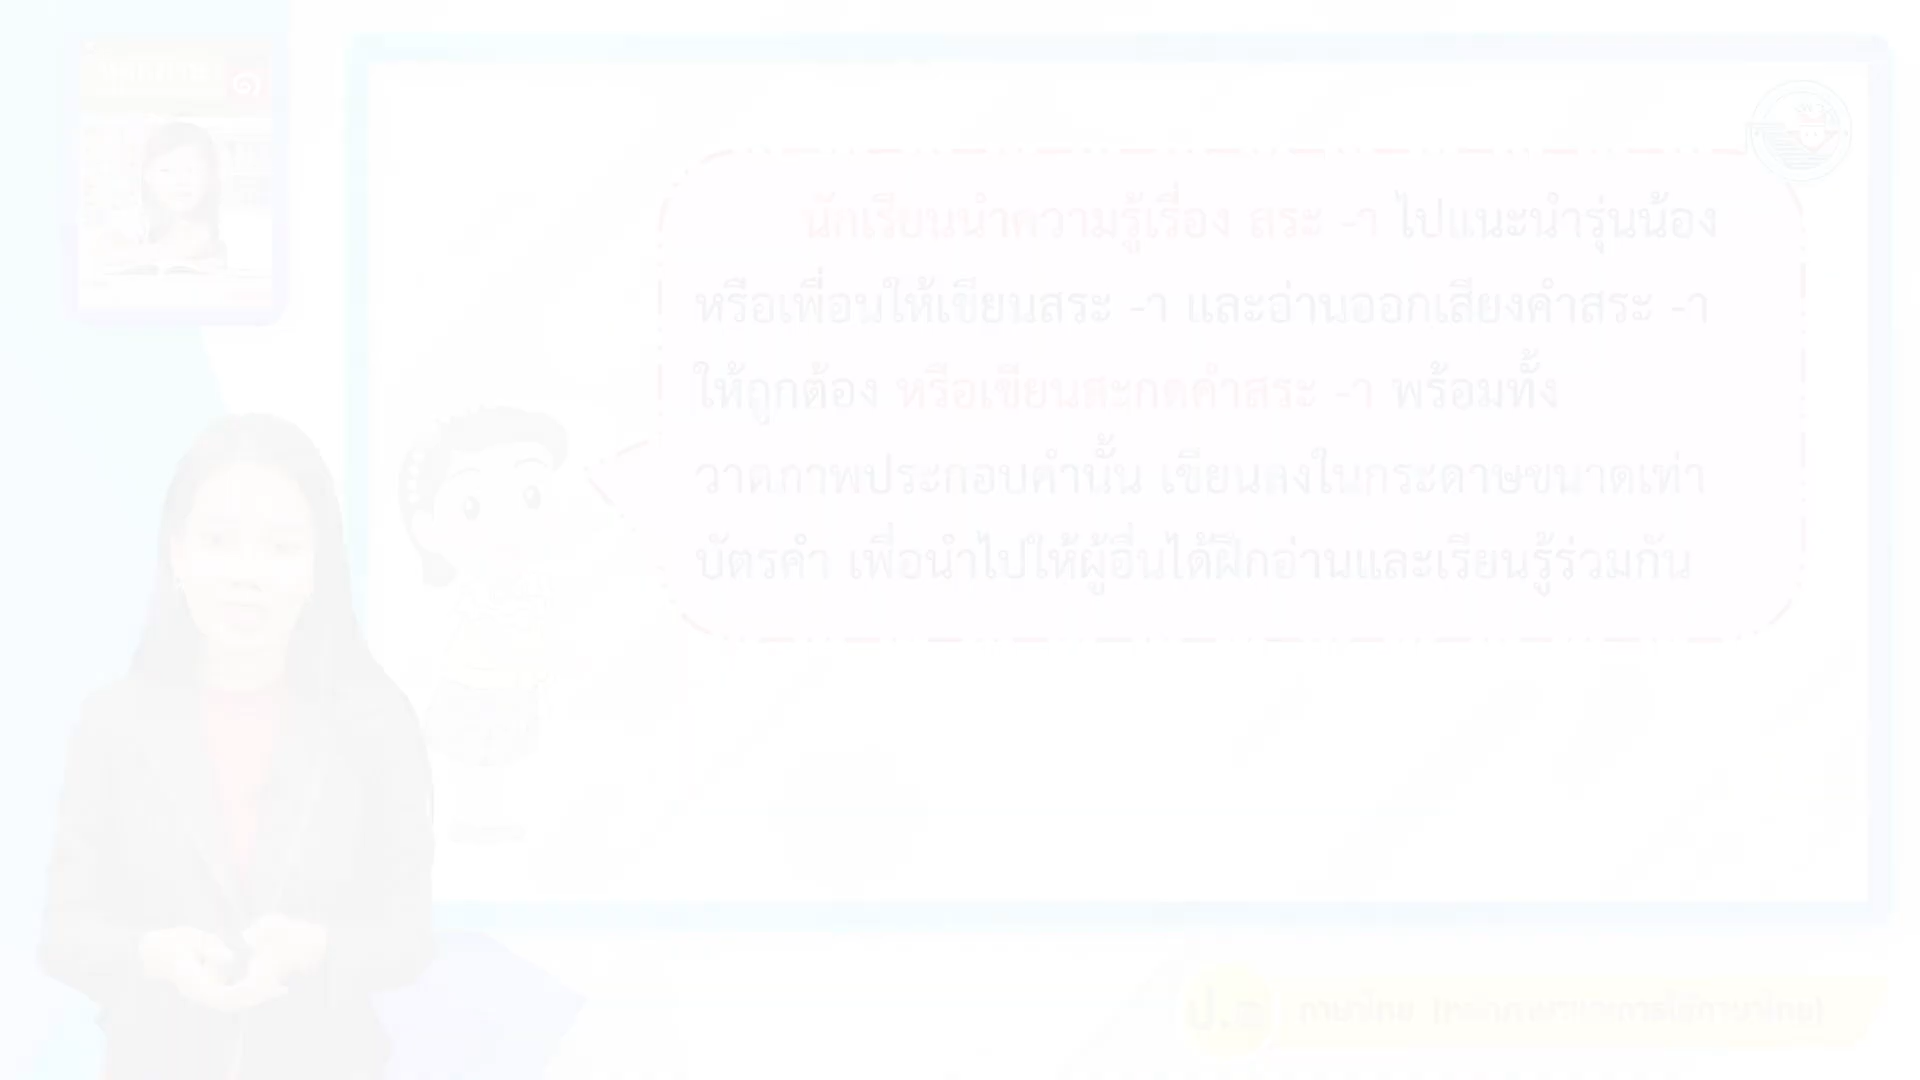 ๑
นักเรียนนำความรู้เรื่อง สระ -า ไปแนะนำรุ่นน้อง
หรือเพื่อนให้เขียนสระ -า และอ่านออกเสียงคำสระ -า
ให้ถูกต้อง หรือเขียนสะกดคำสระ -า พร้อมทั้ง
วาดภาพประกอบคำนั้น เขียนลงในกระดาษขนาดเท่า
บัตรคำ เพื่อนำไปให้ผู้อื่นได้ฝึกอ่านและเรียนรู้ร่วมกัน
ภาษาไทย